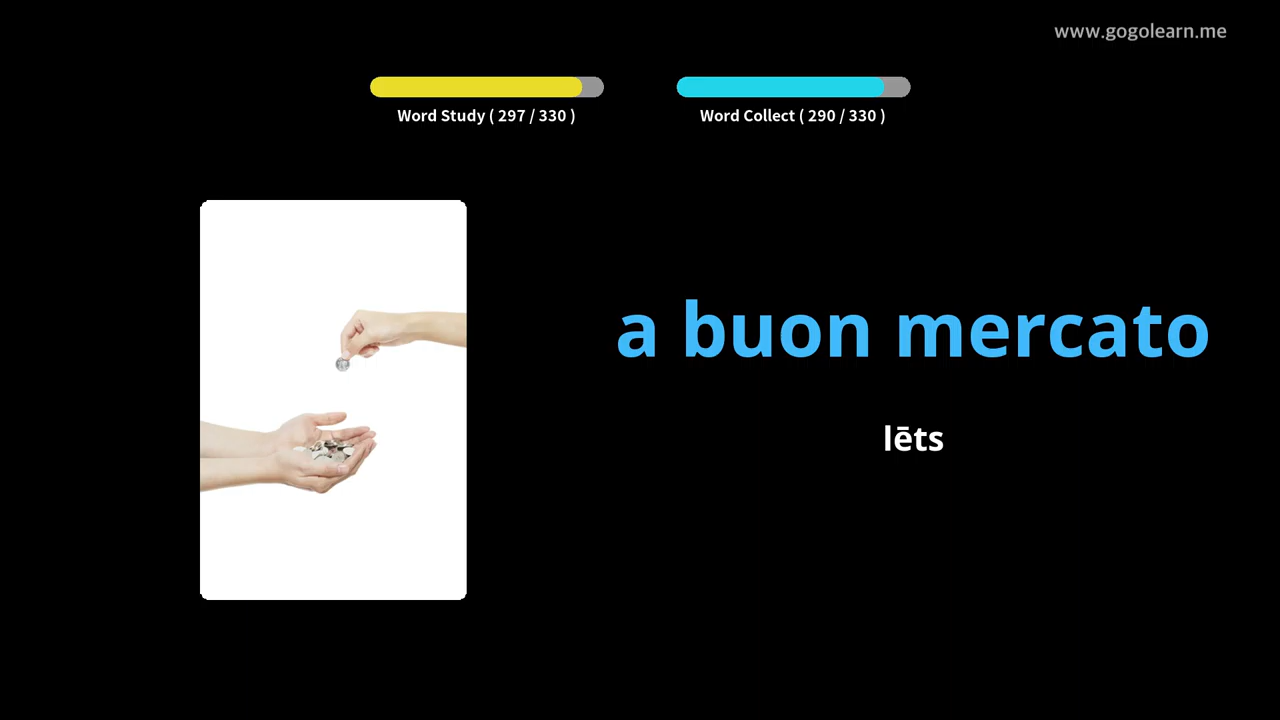 www.gogolearn.me
Word Study ( 297 / 330 )
Word Collect ( 290 / 330 )
a buon mercato
lēts